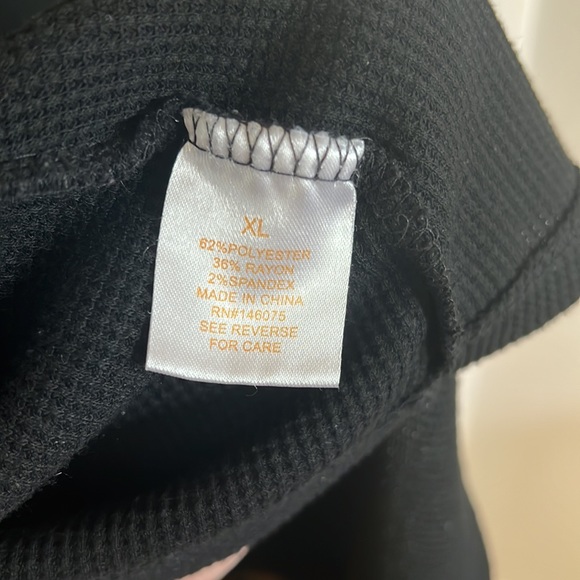 XL
62%POLYESTER
36% RAYON
2%SPANDEX
MADE IN CHINA
RN#146075
SEE REVERSE
FOR CARE